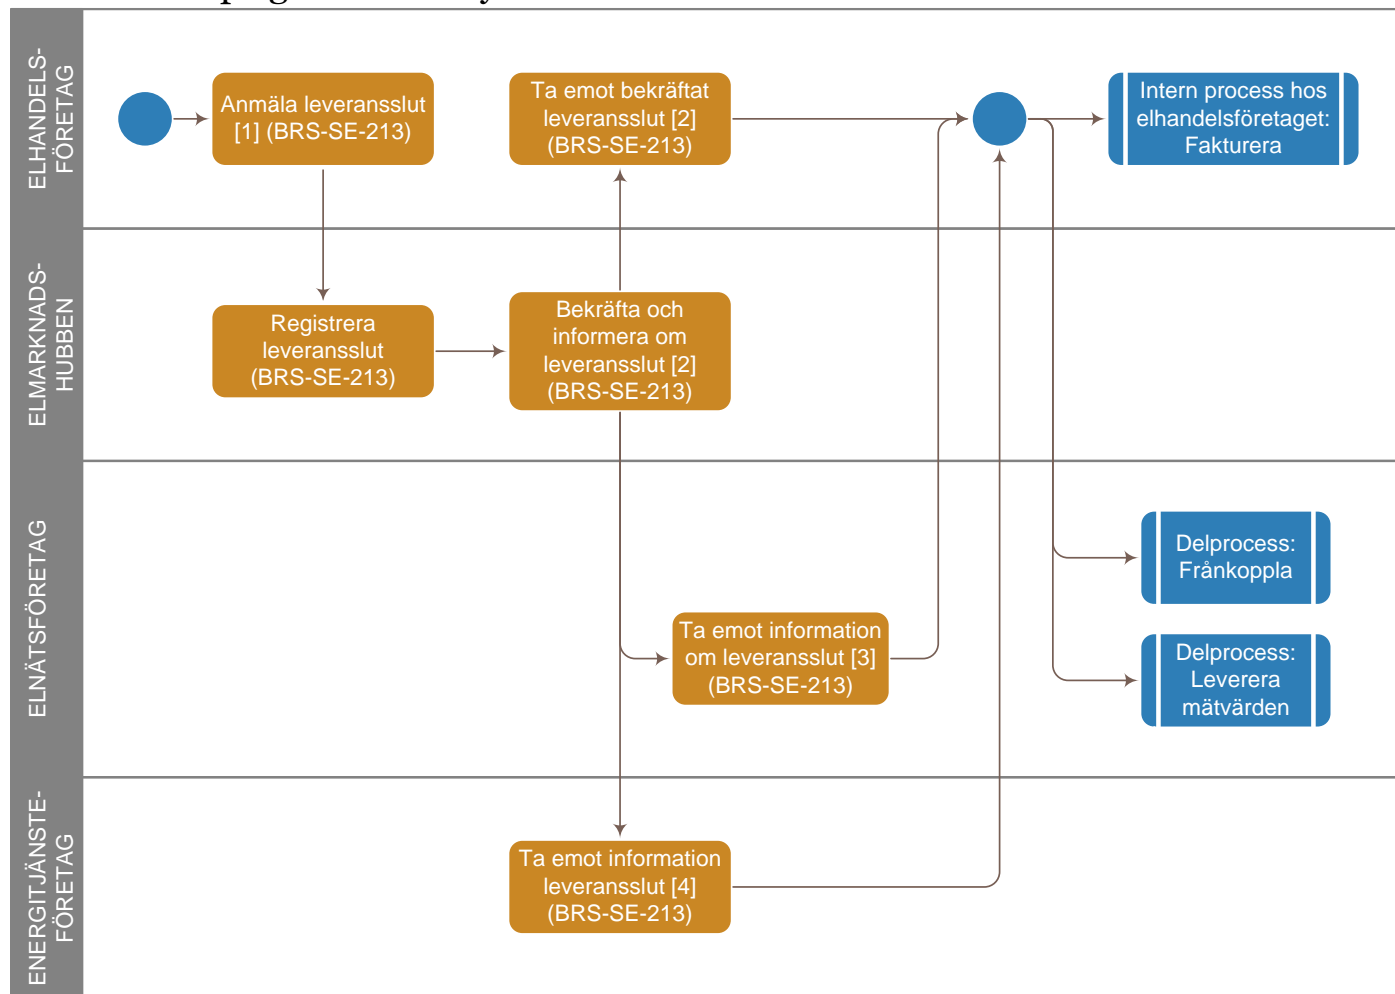 ELHANDELS-
FÖRETAG
Anmäla leveransslut
[1] (BRS-SE-213)
Ta emot bekräftat
leveransslut [2]
(BRS-SE-213)
Intern process hos
elhandelsföretaget:
Fakturera
ELMARKNADS-
HUBBEN
Registrera
leveransslut
(BRS-SE-213)
Bekräfta och
informera om
leveransslut [2]
(BRS-SE-213)
ELNÄTSFÖRETAG
Ta emot information
om leveransslut [3]
(BRS-SE-213)
Delprocess:
Frånkoppla
Delprocess:
Leverera
mätvärden
ENERGITJÄNSTE-
FÖRETAG
Ta emot information
leveransslut [4]
(BRS-SE-213)